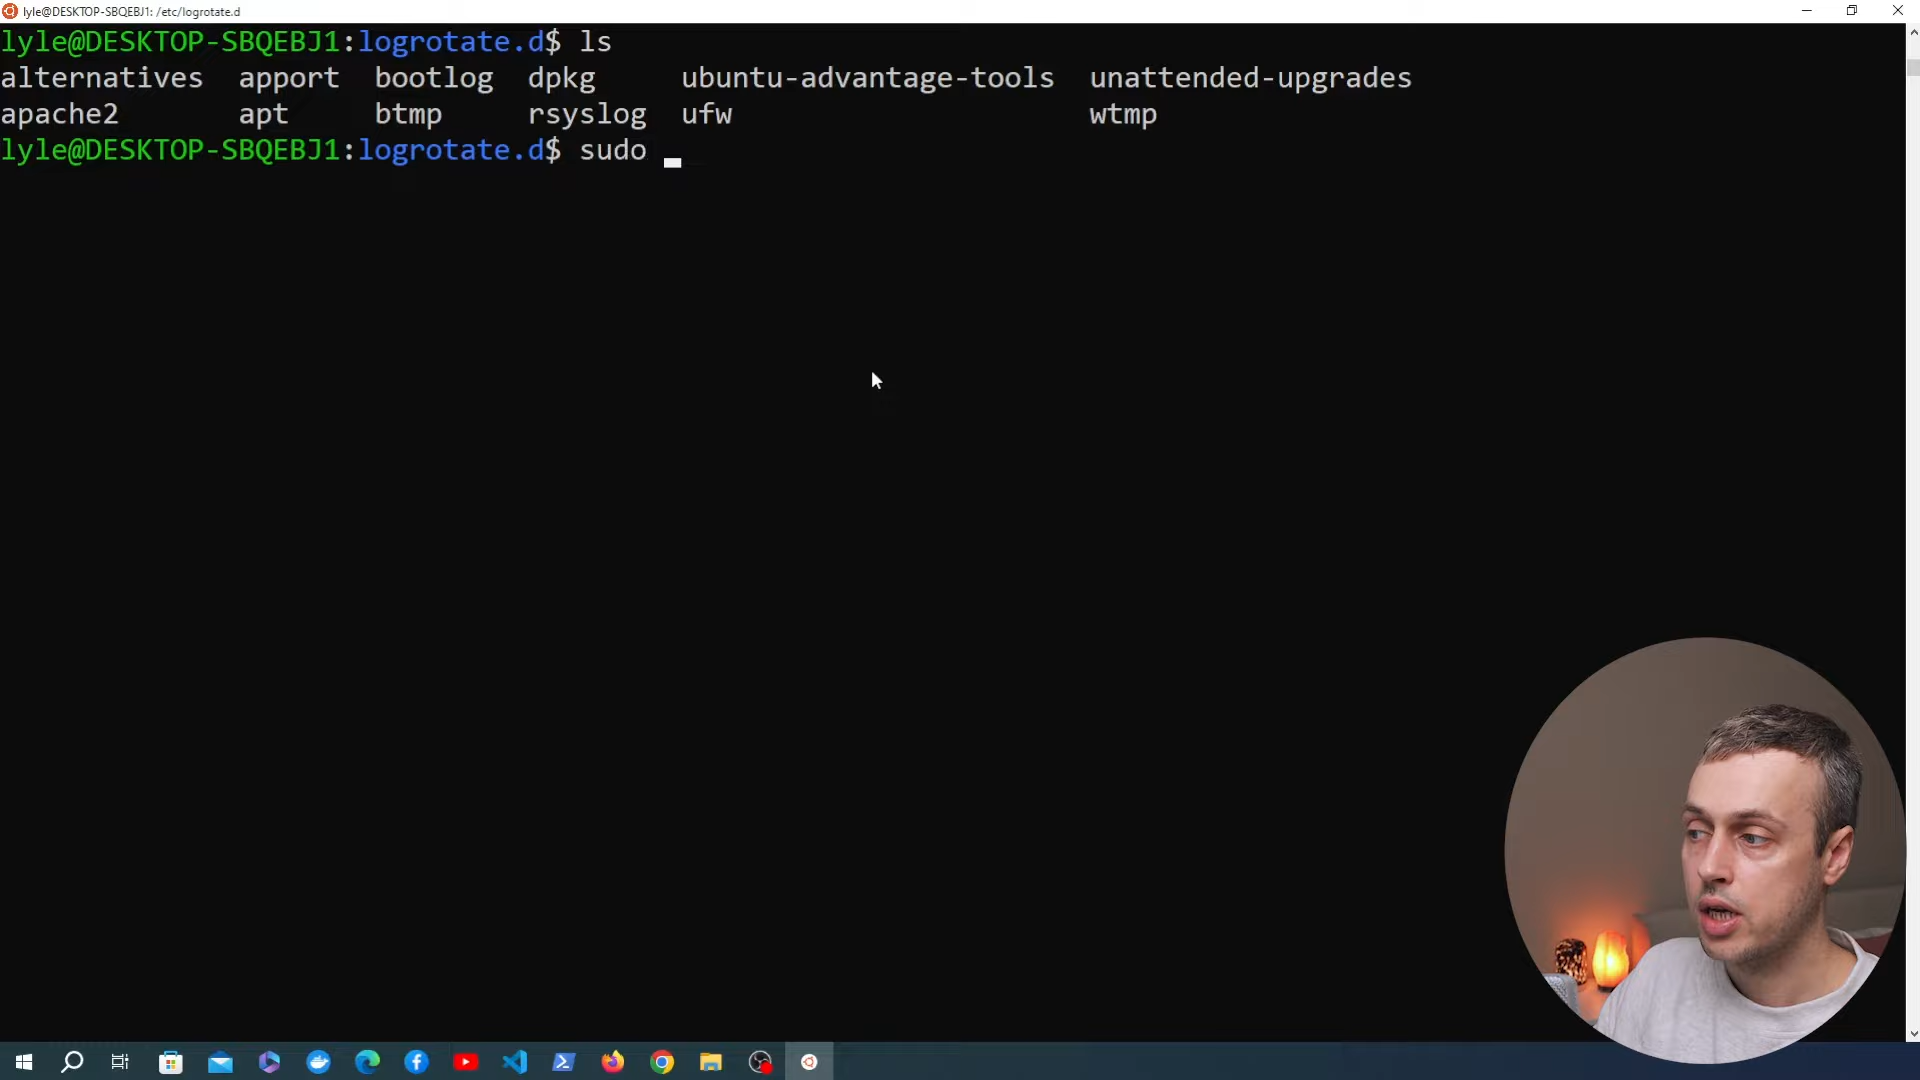 lyle@DESKTOP-SBQEBJ1: /etc/logrotate.d
lyle@DESKTOP-SBQEBJ1:logrotate.d$ ls
alternatives apport bootlog dpkg ubuntu-advantage-tools unattended-upgrades
apache2 apt btmp rsyslog ufw wtmp
lyle@DESKTOP-SBQEBJ1:logrotate.d$ sudo